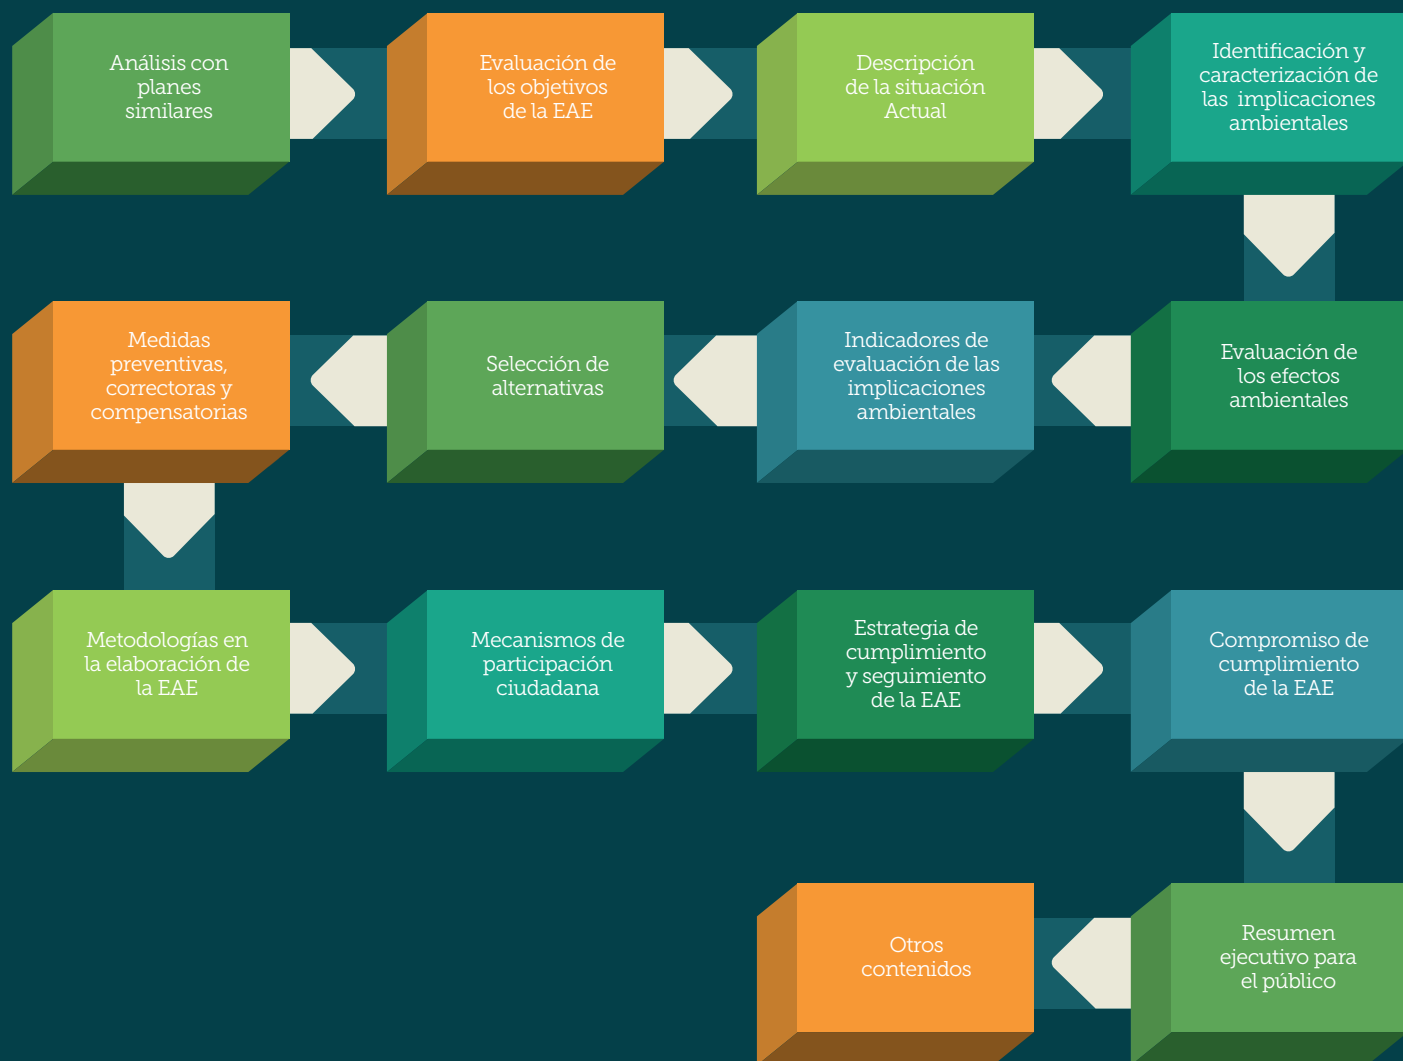 Análisis con
planes
similares
Evaluación de
los objetivos
de la EAE
Descripción
de la situación
Actual
Identificación y
caracterización de
las implicaciones
ambientales
Evaluación de
los efectos
ambientales
Indicadores de
evaluación de las
implicaciones
ambientales
Selección de
alternativas
Medidas
preventivas,
correctoras y
compensatorias
Metodologías en
la elaboración de
la EAE
Mecanismos de
participación
ciudadana
Estrategia de
cumplimiento
y seguimiento
de la EAE
Compromiso de
cumplimiento
de la EAE
Resumen
ejecutivo para
el público
Otros
contenidos